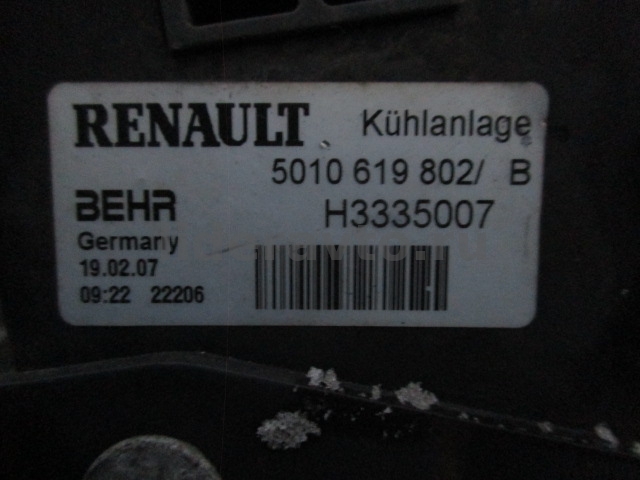 RENAULT Kühlanlage
5010 619 802/ B
BEHR H3335007
Germany
19.02.07
09:22 22206